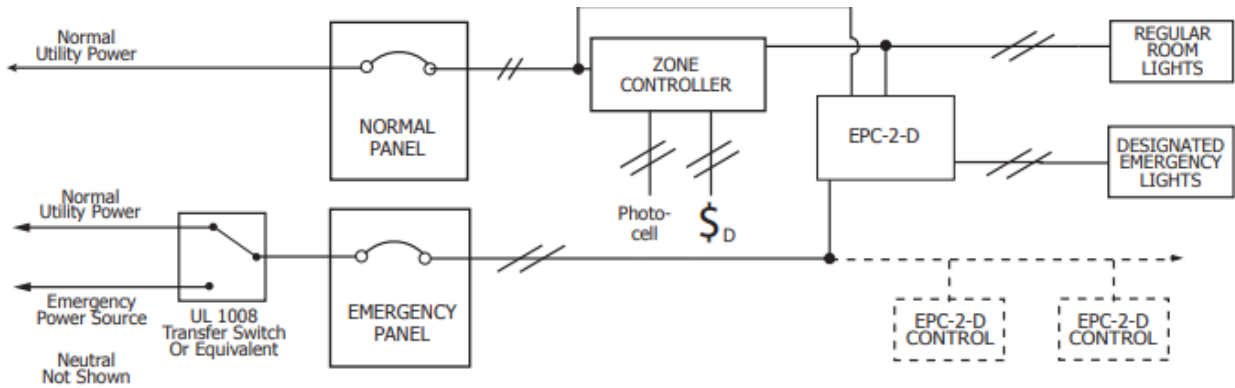 Normal
Utility Power
NORMAL
PANEL
ZONE
CONTROLLER
REGULAR
ROOM
LIGHTS
EPC-2-D
DESIGNATED
EMERGENCY
LIGHTS
Photo-
cell
$D
Normal
Utility Power
Emergency
Power Source
UL 1008
Transfer Switch
Or Equivalent
EMERGENCY
PANEL
EPC-2-D
CONTROL
EPC-2-D
CONTROL
Neutral
Not Shown